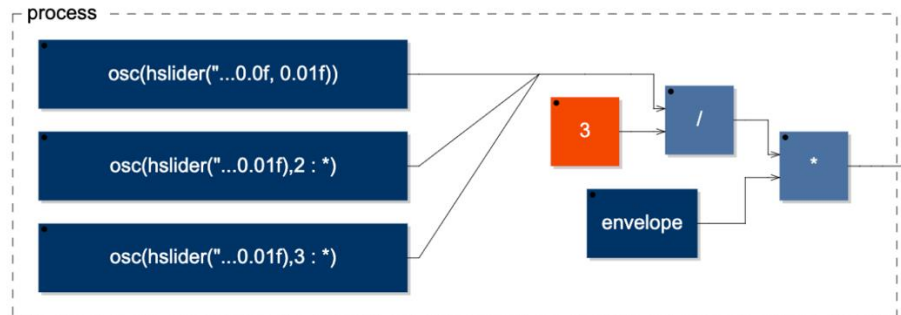 process
osc(hslider("...0.0f, 0.01f))
3
/
*
osc(hslider("...0.01f),2 : *)
envelope
osc(hslider("...0.01f),3 : *)